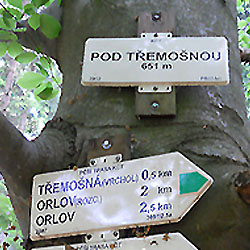 POD TŘEMOŠNOU
651 m
TŘEMOŠNÁ (VRCHOL) 0,5 km
ORLOV (ROZC.) 2 km
ORLOV 2,5 km